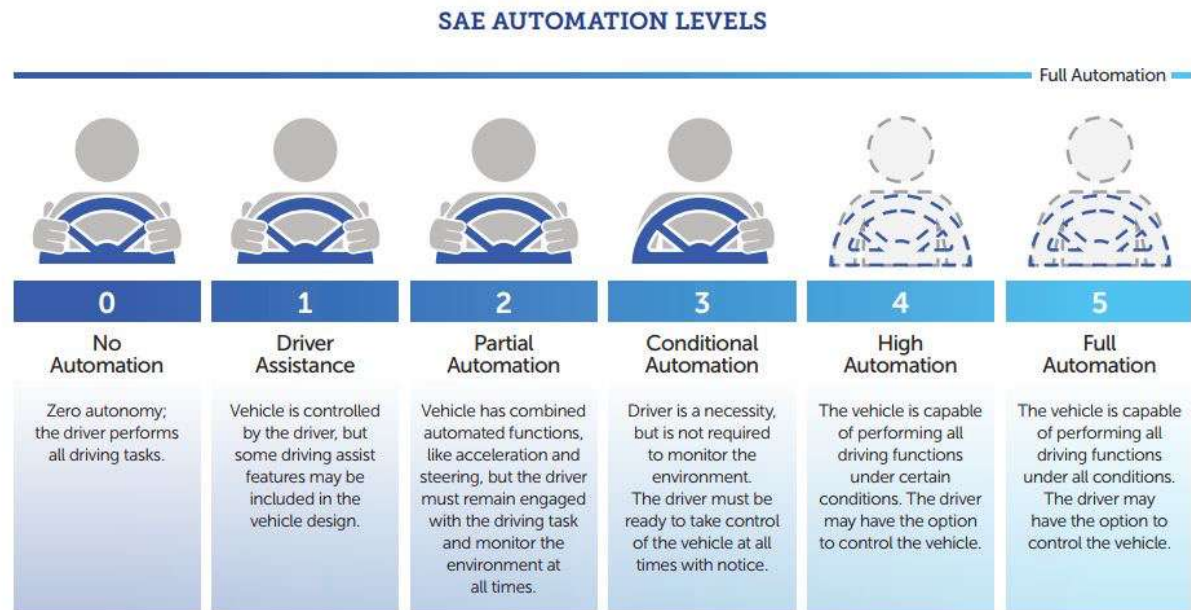 SAE AUTOMATION LEVELS
Full Automation
0
No
Automation
Zero autonomy;
the driver performs
all driving tasks.
1
Driver
Assistance
Vehicle is controlled
by the driver, but
some driving assist
features may be
included in the
vehicle design.
2
Partial
Automation
Vehicle has combined
automated functions,
like acceleration and
steering, but the driver
must remain engaged
with the driving task
and monitor the
environment at
all times.
3
Conditional
Automation
Driver is a necessity,
but is not required
to monitor the
environment.
The driver must be
ready to take control
of the vehicle at all
times with notice.
4
High
Automation
The vehicle is capable
of performing all
driving functions
under certain
conditions. The driver
may have the option
to control the vehicle.
5
Full
Automation
The vehicle is capable
of performing all
driving functions
under all conditions.
The driver may
have the option to
control the vehicle.